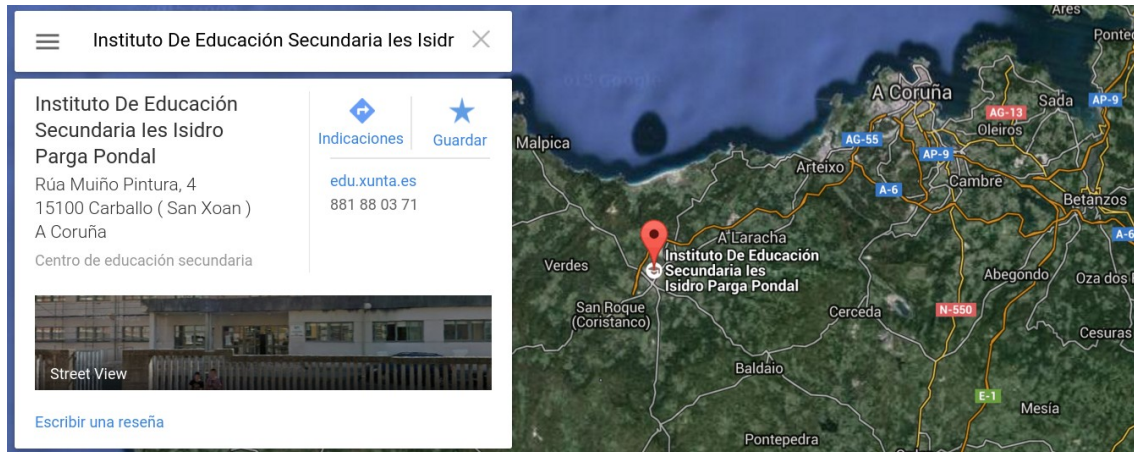 Instituto De Educación Secundaria Ies Isidr
Instituto De Educación
Secundaria Ies Isidro
Parga Pondal
Rúa Muiño Pintura, 4
15100 Carballo ( San Xoan )
A Coruña
Centro de educación secundaria
Indicaciones
Guardar
edu.xunta.es
881 88 03 71
Street View
Escribir una reseña
Ares
A Coruña
Sada
AP-9
AG-13
Oleiros
Malpica
AG-55
AP-9
Arteixo
A-6
Cambre
Betanzos
A-6
A Laracha
Instituto De Educación
Secundaria Ies
Isidro Parga Pondal
Verdes
Abegondo
Oza dos
San Roque
(Coristanco)
Cerceda
N-550
Cesuras
Baldaio
E-1
Mesía
Pontepedra